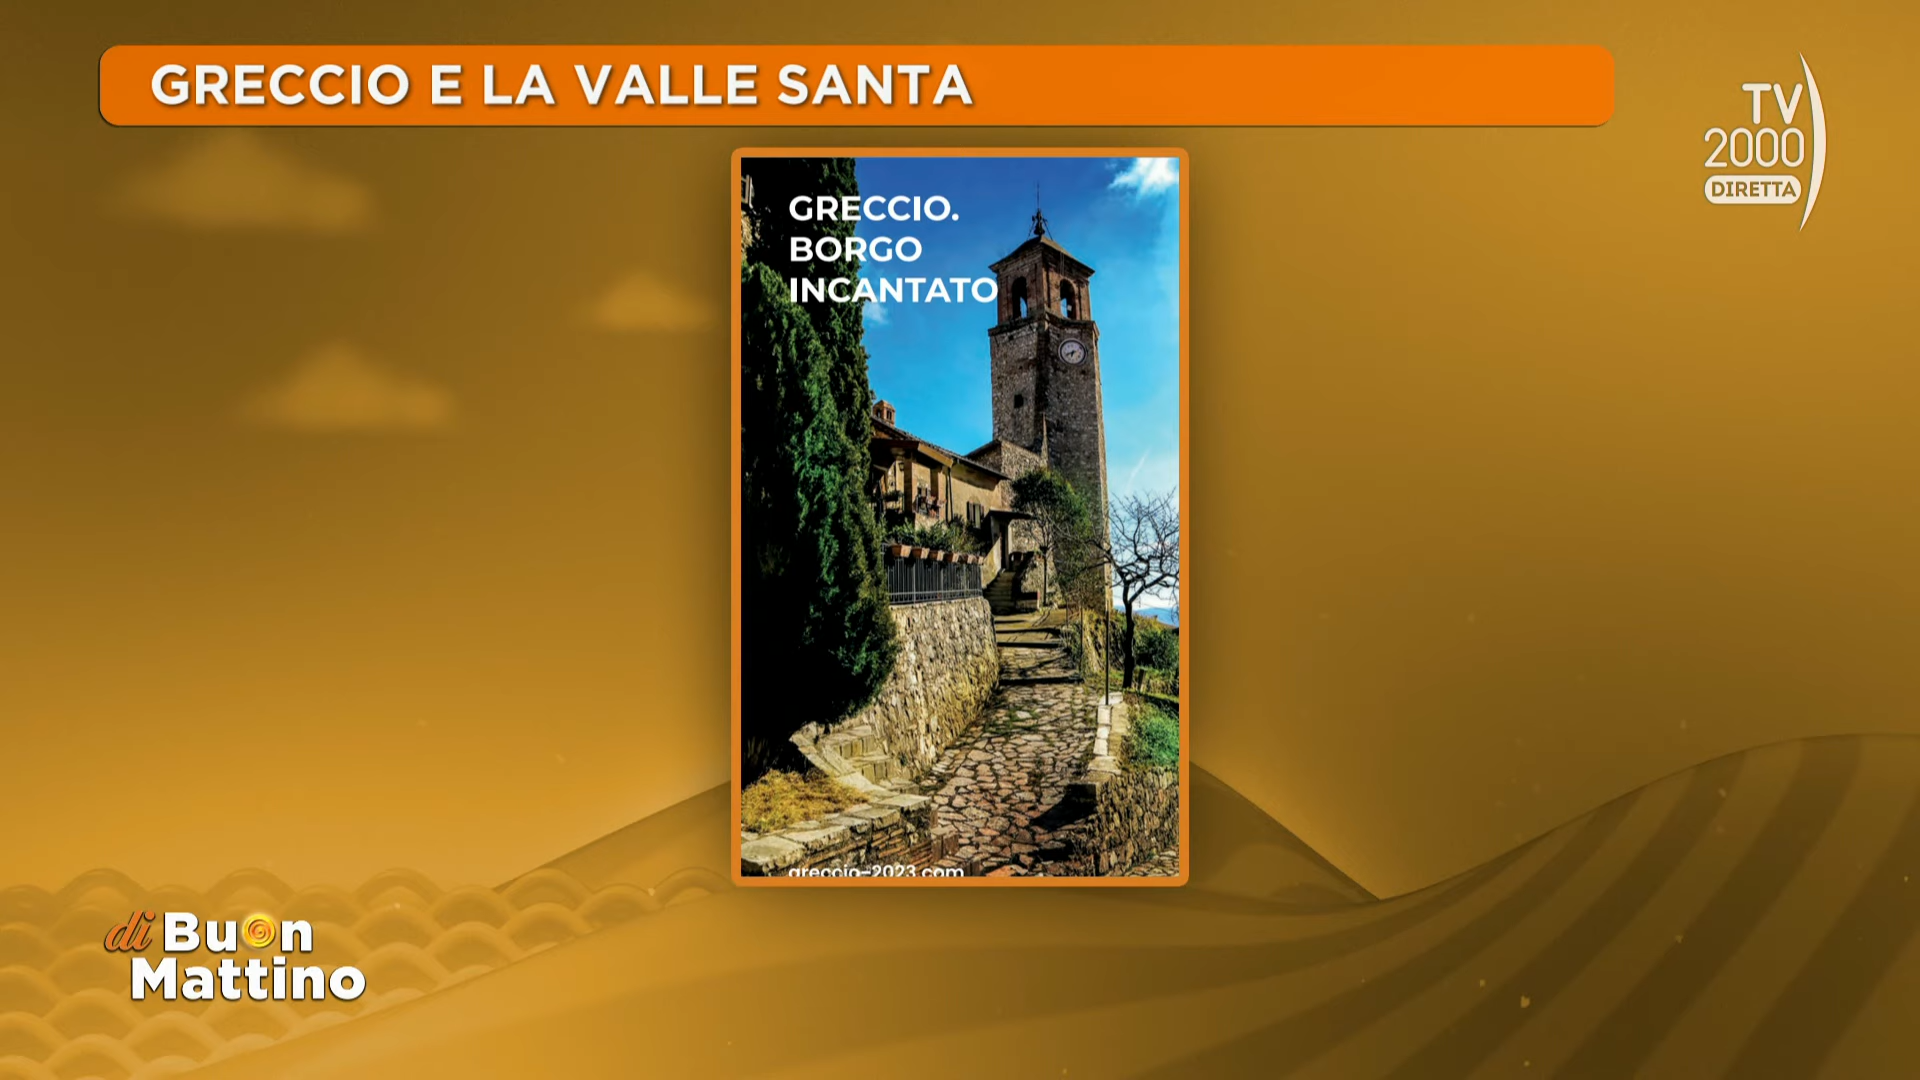 GRECCIO E LA VALLE SANTA
TV
2000
DIRETTA
GRECCIO.
BORGO
INCANTATO
greccio-2023.com
di Buon
Mattino